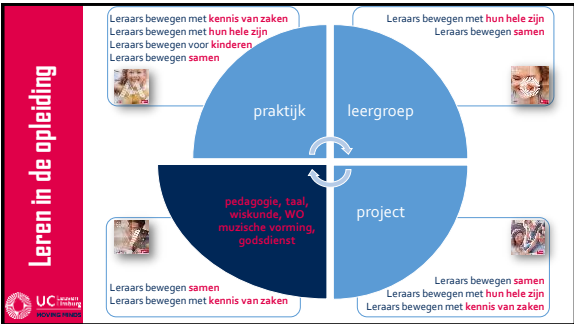 Leren in de opleiding
Leraars bewegen met kennis van zaken
Leraars bewegen met hun hele zijn
Leraars bewegen voor kinderen
Leraars bewegen samen
Leraars bewegen met hun hele zijn
Leraars bewegen samen
praktijk
leergroep
pedagogie, taal,
wiskunde, WO
muzische vorming,
godsdienst
project
Leraars bewegen samen
Leraars bewegen met kennis van zaken
Leraars bewegen samen
Leraars bewegen met hun hele zijn
Leraars bewegen met kennis van zaken
UC Leuven
Limburg
MOVING MINDS